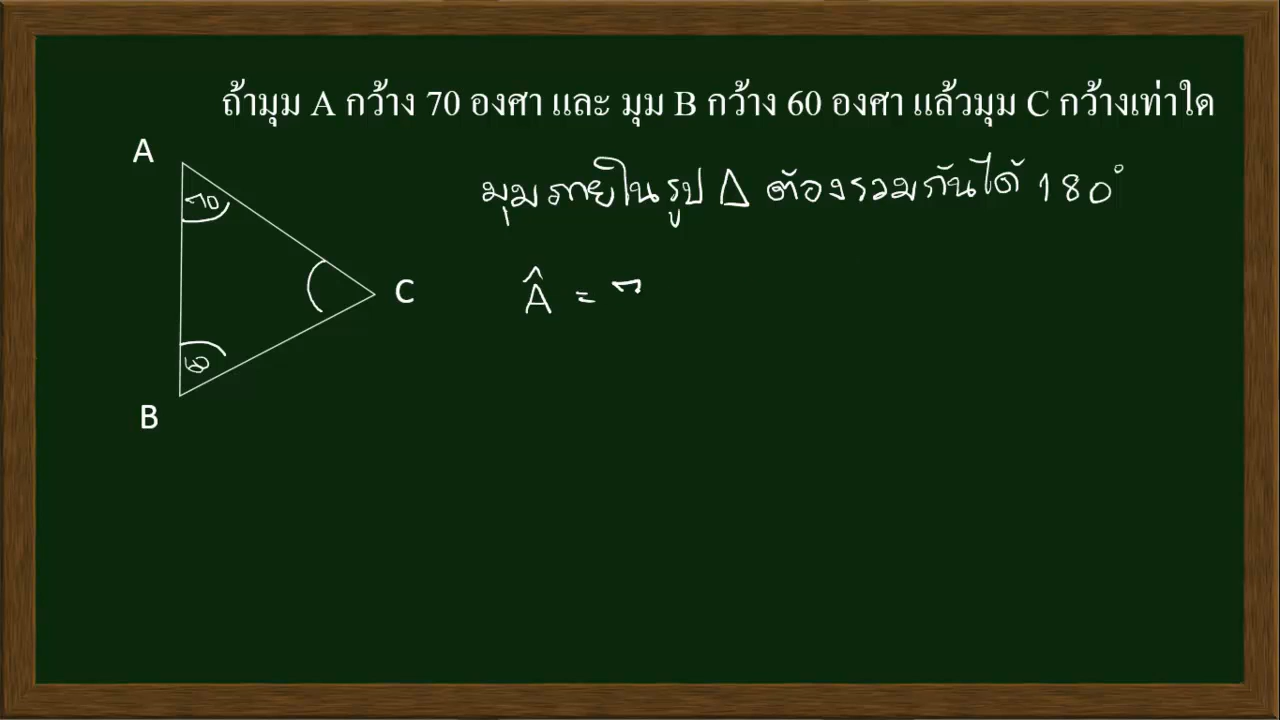 ถ้ามุม A กว้าง 70 องศา และ มุม B กว้าง 60 องศา แล้วมุม C กว้างเท่าใด
A
มุมภายในรูป Δ ต้องรวมกันได้ 180°
70
C
Â =
60
B